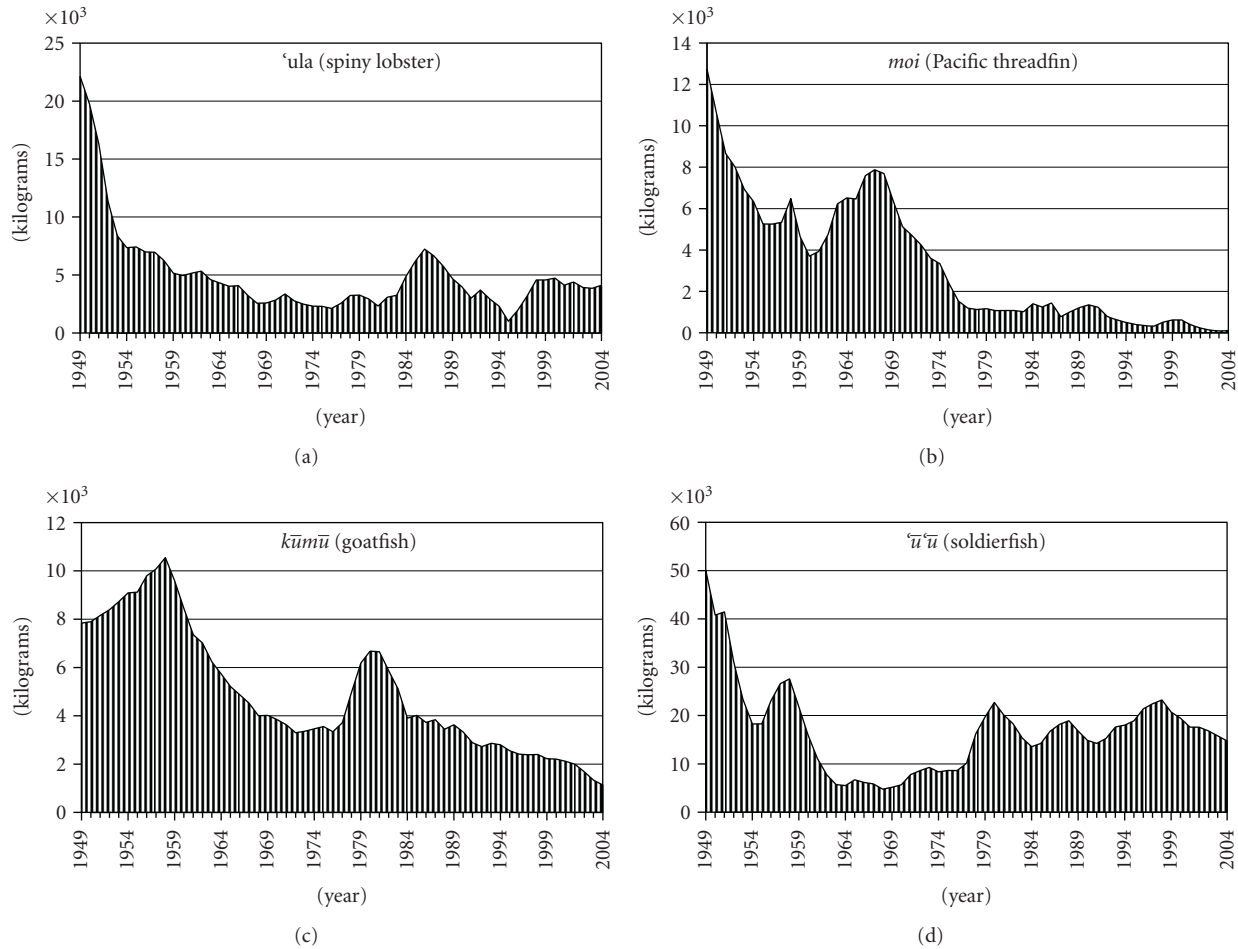 ×10³
25
20
15
10
5
0
(kilograms)
ʻula (spiny lobster)
1949 1954 1959 1964 1969 1974 1979 1984 1989 1994 1999 2004
(year)
(a)
×10³
14
12
10
8
6
4
2
0
(kilograms)
moi (Pacific threadfin)
1949 1954 1959 1964 1969 1974 1979 1984 1989 1994 1999 2004
(year)
(b)
×10³
12
10
8
6
4
2
0
(kilograms)
kūmū (goatfish)
1949 1954 1959 1964 1969 1974 1979 1984 1989 1994 1999 2004
(year)
(c)
×10³
60
50
40
30
20
10
0
(kilograms)
ʻūʻū (soldierfish)
1949 1954 1959 1964 1969 1974 1979 1984 1989 1994 1999 2004
(year)
(d)